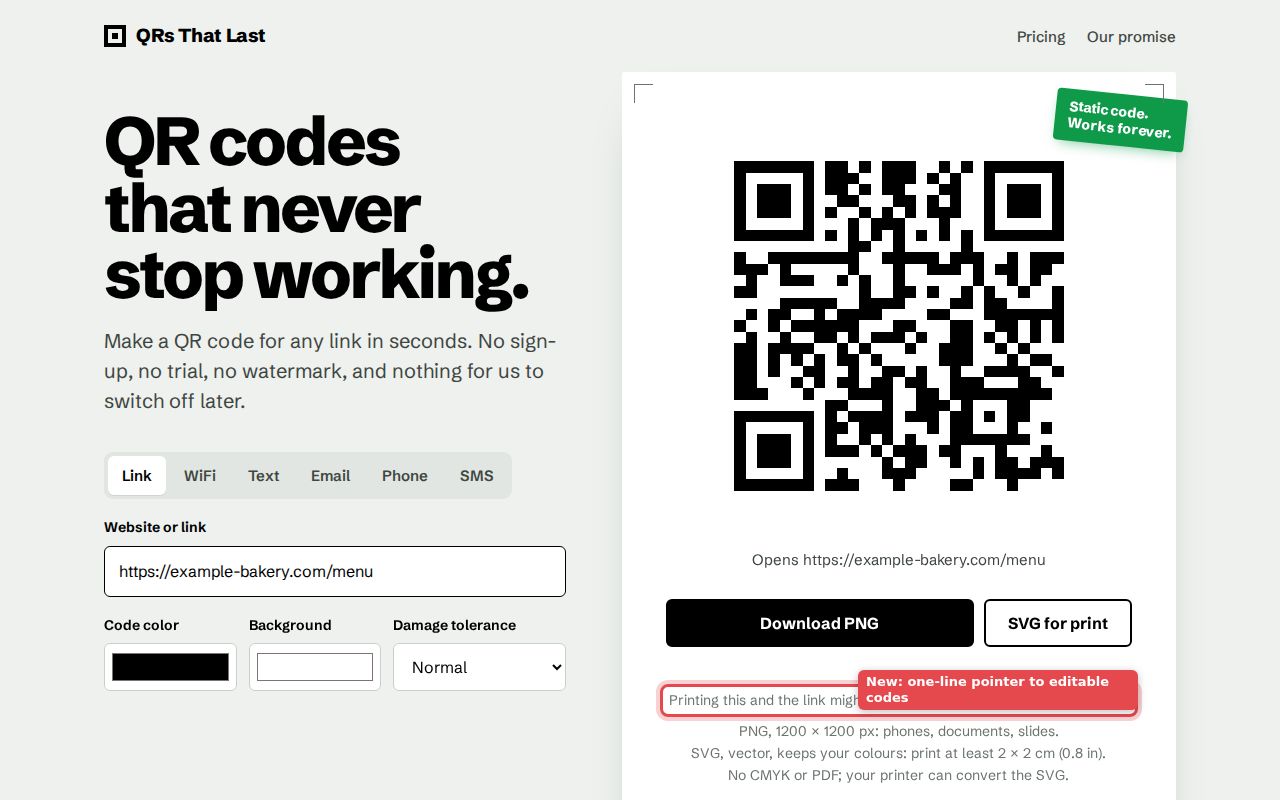 QRs That Last
Pricing
Our promise
QR codes
that never
stop working.
Make a QR code for any link in seconds. No sign-
up, no trial, no watermark, and nothing for us to
switch off later.
Link
WiFi
Text
Email
Phone
SMS
Website or link
https://example-bakery.com/menu
Code color
Background
Damage tolerance
Normal
Static code.
Works forever.
Opens https://example-bakery.com/menu
Download PNG
SVG for print
New: one-line pointer to editable
codes
Printing this and the link
PNG, 1200 × 1200 px: phones, documents, slides.
SVG, vector, keeps your colours: print at least 2 × 2 cm (0.8 in).
No CMYK or PDF; your printer can convert the SVG.